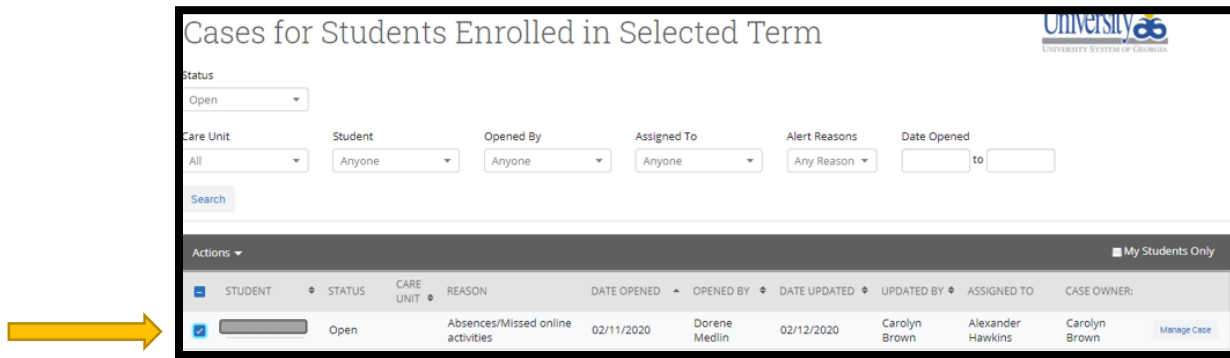 Cases for Students Enrolled in Selected Term
University
UNIVERSITY SYSTEM OF GEORGIA
Status
Open
Care Unit Student Opened By Assigned To Alert Reasons Date Opened
All Anyone Anyone Anyone Any Reason to
Search
Actions My Students Only
STUDENT STATUS CARE UNIT REASON DATE OPENED OPENED BY DATE UPDATED UPDATED BY ASSIGNED TO CASE OWNER:
Open Absences/Missed online activities 02/11/2020 Dorene Medlin 02/12/2020 Carolyn Brown Alexander Hawkins Carolyn Brown Manage Case